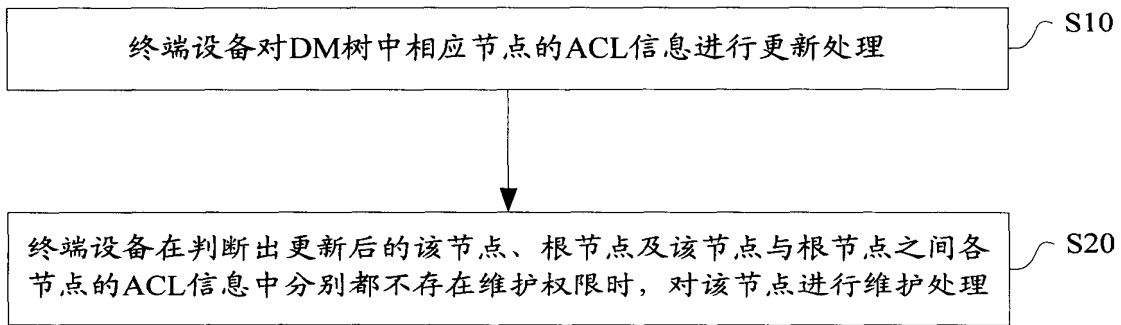 终端设备对DM树中相应节点的ACL信息进行更新处理
S10
终端设备在判断出更新后的该节点、根节点及该节点与根节点之间各
节点的ACL信息中分别都不存在维护权限时，对该节点进行维护处理
S20